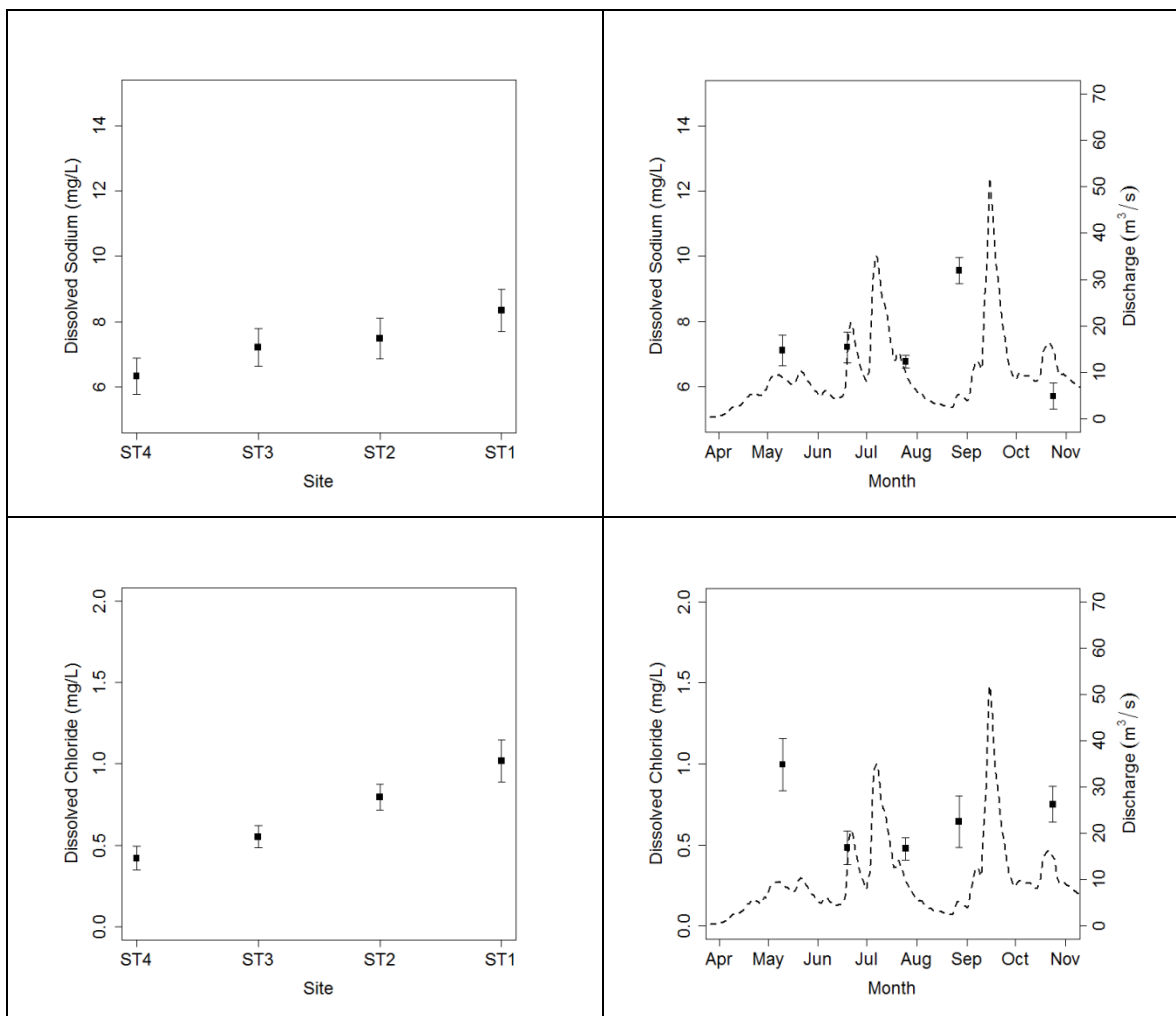 Dissolved Sodium (mg/L)
14
12
10
8
6
ST4 ST3 ST2 ST1
Site
Dissolved Sodium (mg/L)
14
12
10
8
6
70
60
50
40
30
20
10
0
Discharge (m³/s)
Apr May Jun Jul Aug Sep Oct Nov
Month
Dissolved Chloride (mg/L)
2.0
1.5
1.0
0.5
0.0
ST4 ST3 ST2 ST1
Site
Dissolved Chloride (mg/L)
2.0
1.5
1.0
0.5
0.0
70
60
50
40
30
20
10
0
Discharge (m³/s)
Apr May Jun Jul Aug Sep Oct Nov
Month